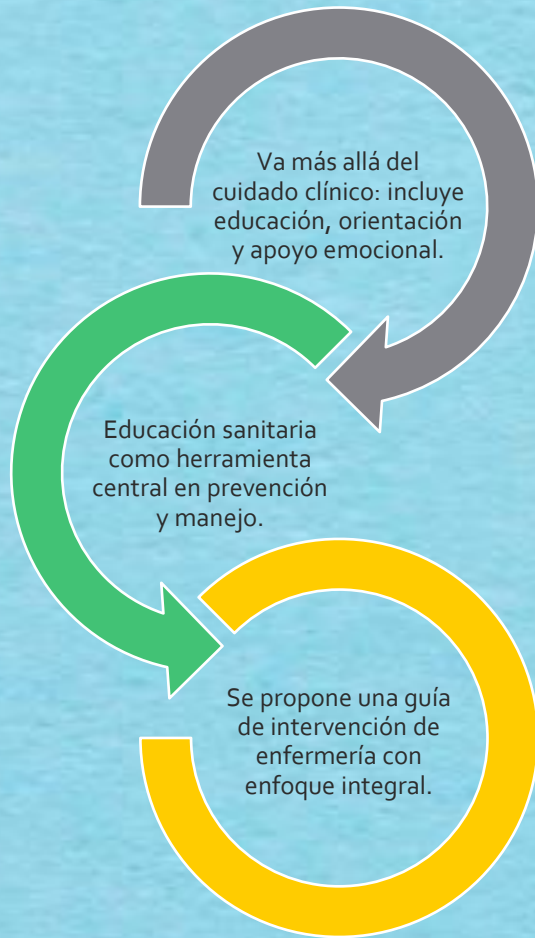 Va más allá del
cuidado clínico: incluye
educación, orientación
y apoyo emocional.
Educación sanitaria
como herramienta
central en prevención
y manejo.
Se propone una guía
de intervención de
enfermería con
enfoque integral.